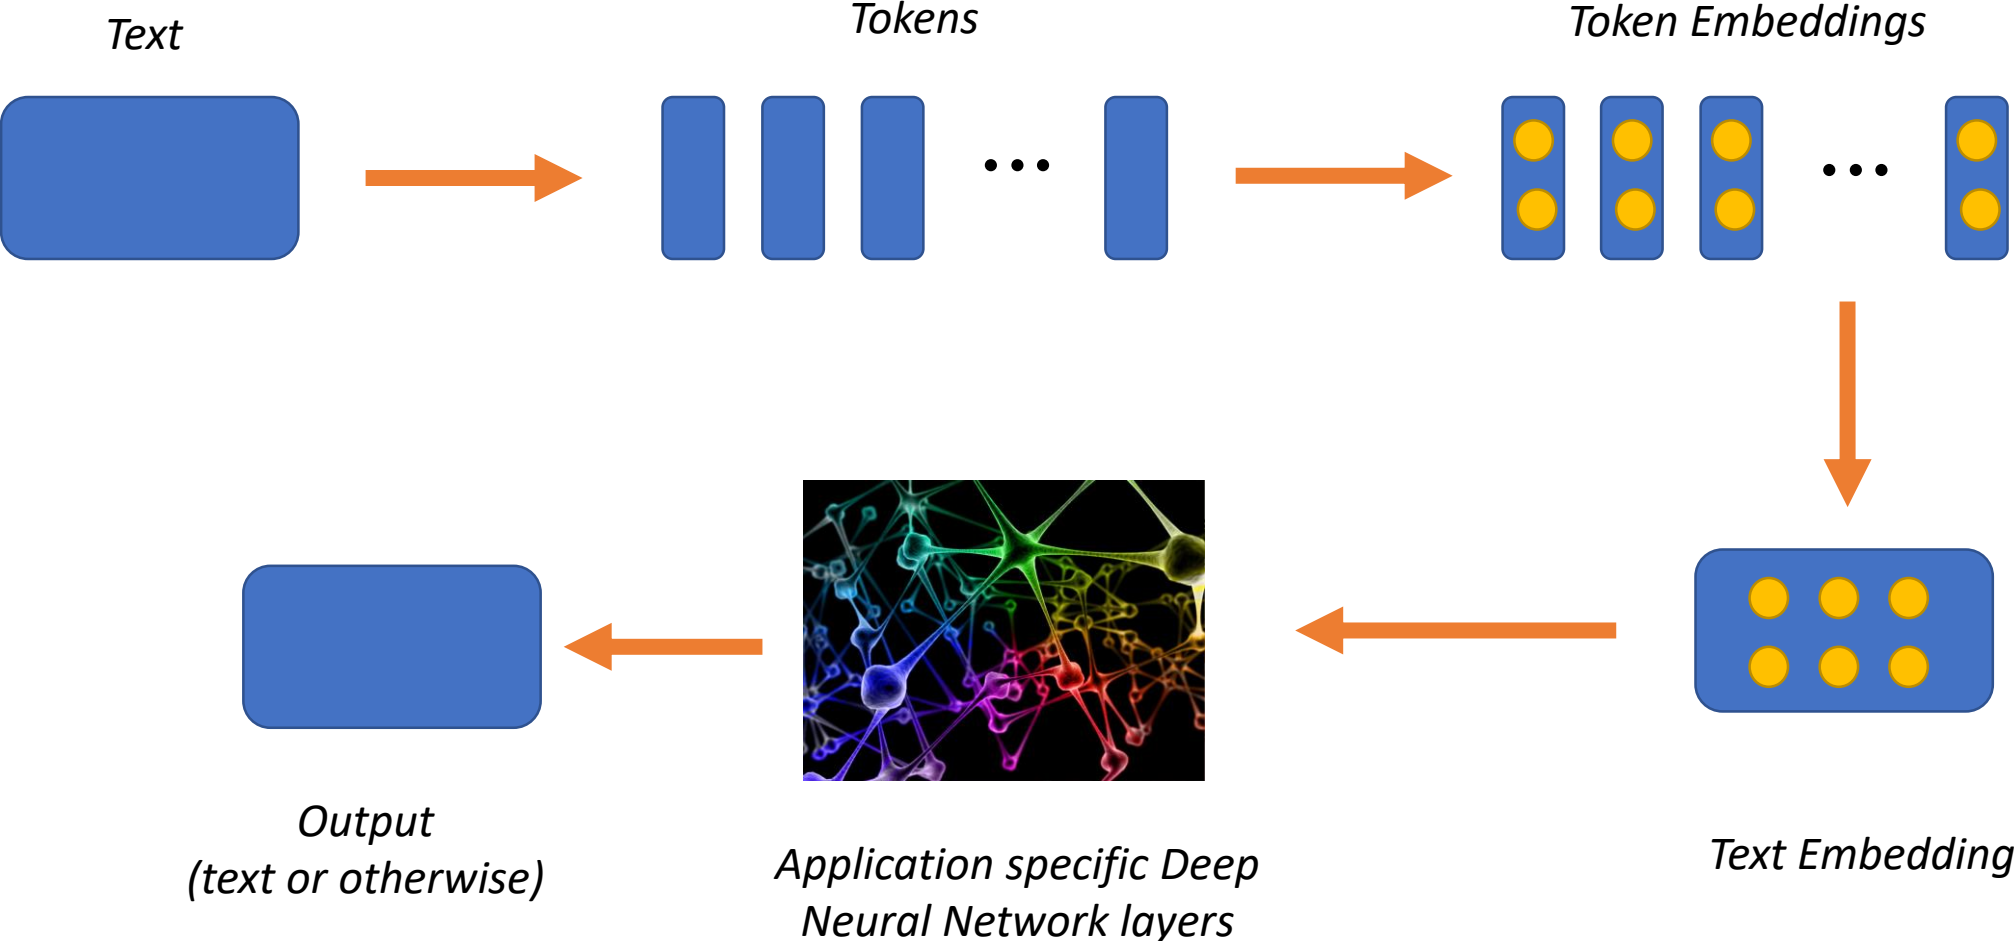 Text
Tokens
Token Embeddings
Text Embedding
Application specific Deep
Neural Network layers
Output
(text or otherwise)